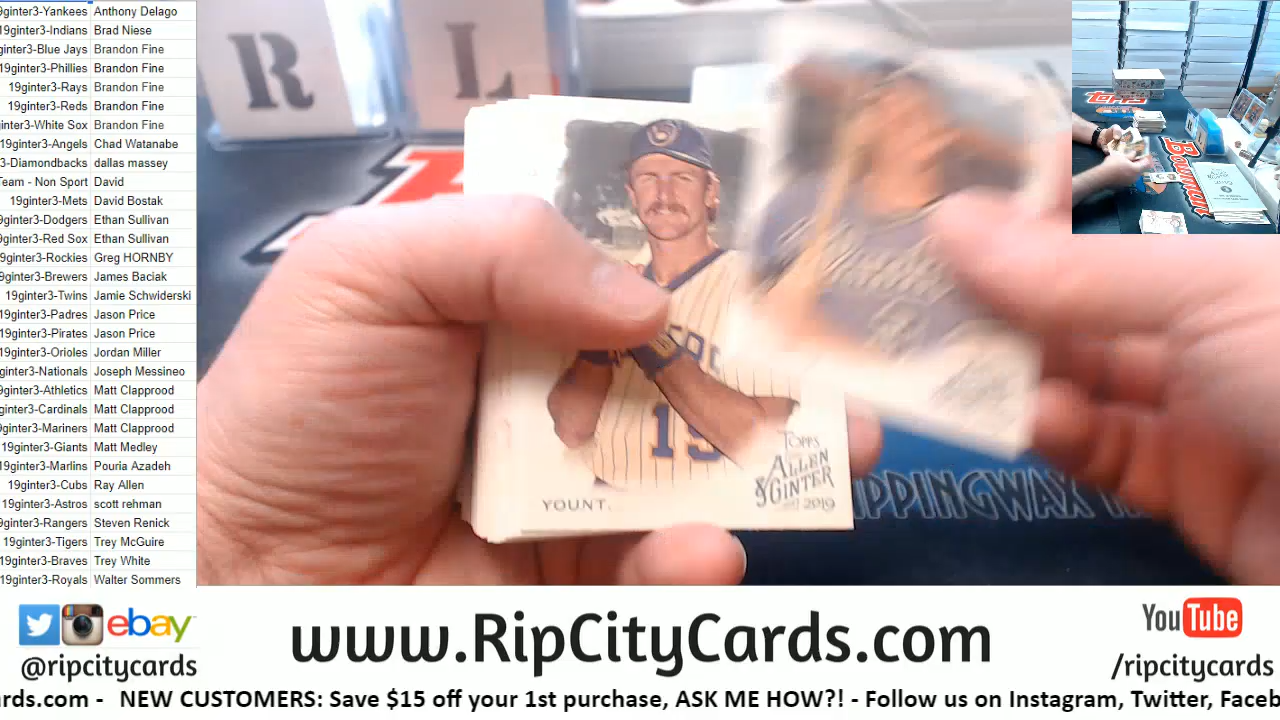 9ginter3-Yankees Anthony Delago
19ginter3-Indians Brad Niese
ginter3-Blue Jays Brandon Fine
19ginter3-Phillies Brandon Fine
19ginter3-Rays Brandon Fine
19ginter3-Reds Brandon Fine
ginter3-White Sox Brandon Fine
19ginter3-Angels Chad Watanabe
3-Diamondbacks dallas massey
Team - Non Sport David
19ginter3-Mets David Bostak
9ginter3-Dodgers Ethan Sullivan
9ginter3-Red Sox Ethan Sullivan
9ginter3-Rockies Greg HORNBY
9ginter3-Brewers James Baciak
19ginter3-Twins Jamie Schwiderski
19ginter3-Padres Jason Price
19ginter3-Pirates Jason Price
19ginter3-Orioles Jordan Miller
ginter3-Nationals Joseph Messineo
9ginter3-Athletics Matt Clapprood
ginter3-Cardinals Matt Clapprood
9ginter3-Mariners Matt Clapprood
19ginter3-Giants Matt Medley
19ginter3-Marlins Pouria Azadeh
19ginter3-Cubs Ray Allen
19ginter3-Astros scott rehman
9ginter3-Rangers Steven Renick
19ginter3-Tigers Trey McGuire
19ginter3-Braves Trey White
19ginter3-Royals Walter Sommers
R L
topps
Bowman
15
YOUNT
TOPPS
ALLEN
& GINTER
2019
IPPINGWAX
ebay
@ripcitycards
www.RipCityCards.com
YouTube
/ripcitycards
ards.com - NEW CUSTOMERS: Save $15 off your 1st purchase, ASK ME HOW?! - Follow us on Instagram, Twitter, Faceb